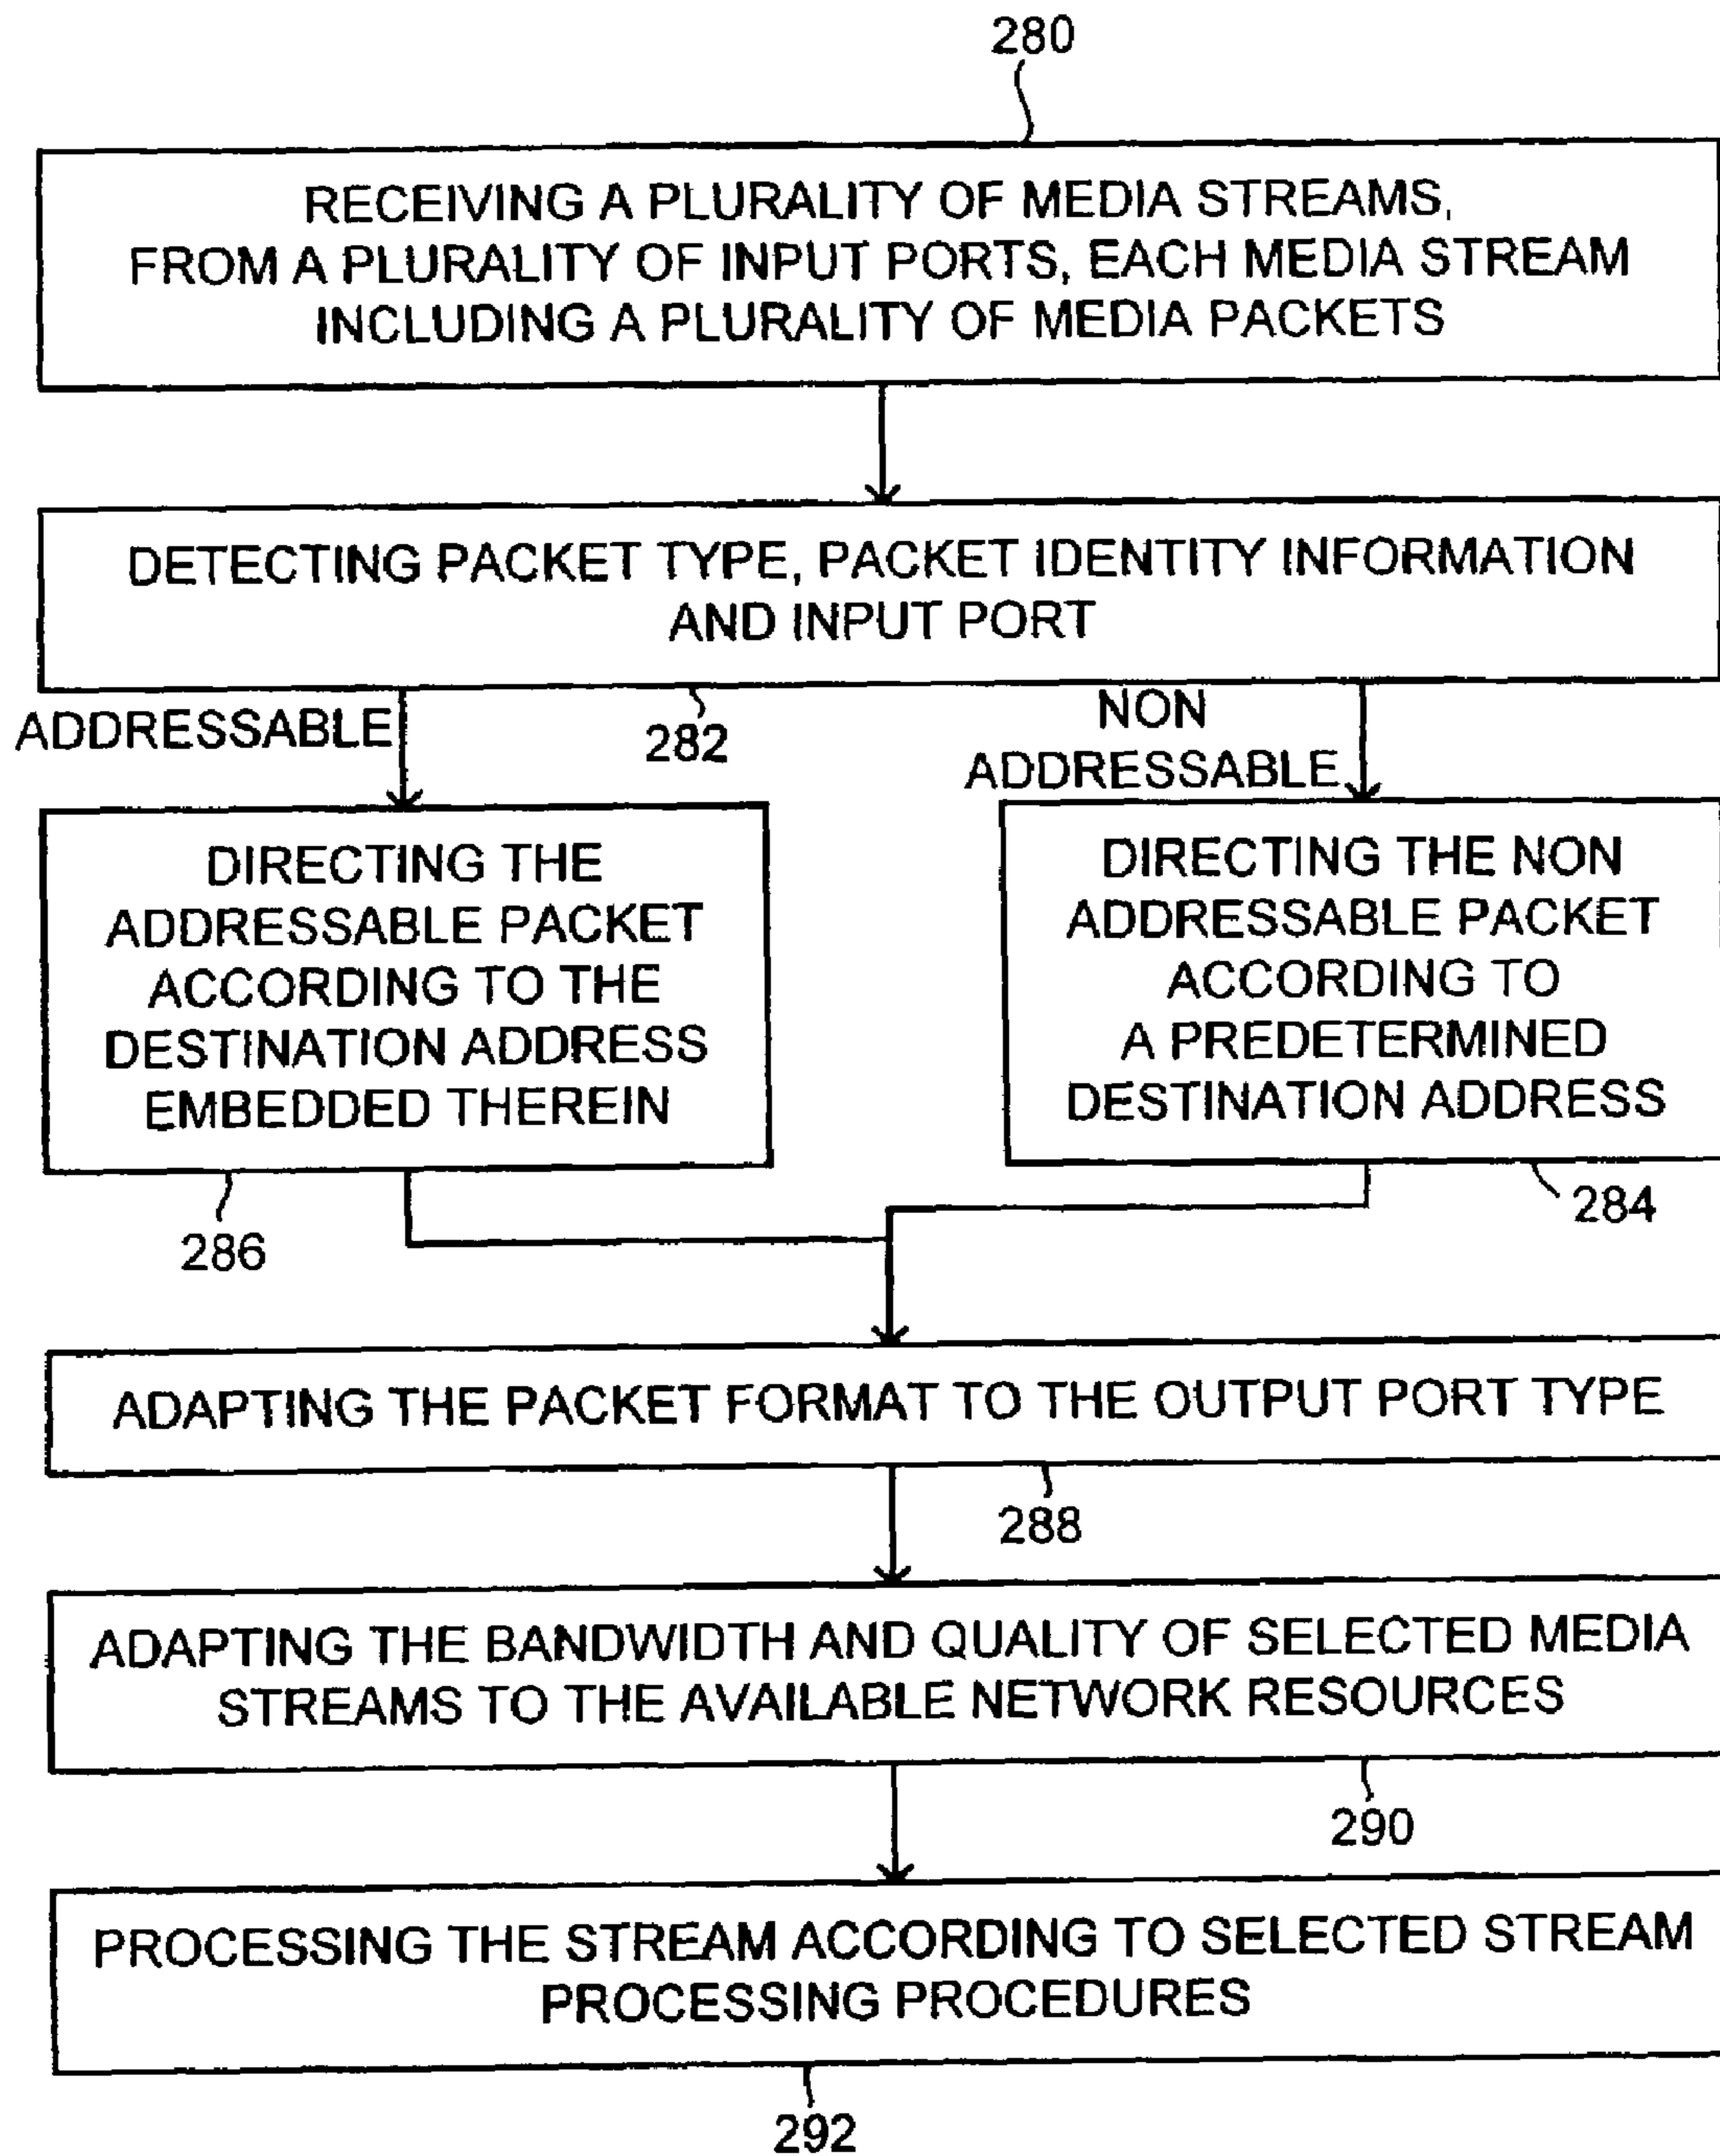 280
RECEIVING A PLURALITY OF MEDIA STREAMS,
FROM A PLURALITY OF INPUT PORTS, EACH MEDIA STREAM
INCLUDING A PLURALITY OF MEDIA PACKETS
DETECTING PACKET TYPE, PACKET IDENTITY INFORMATION
AND INPUT PORT
282
ADDRESSABLE
DIRECTING THE
ADDRESSABLE PACKET
ACCORDING TO THE
DESTINATION ADDRESS
EMBEDDED THEREIN
286
NON
ADDRESSABLE
DIRECTING THE NON
ADDRESSABLE PACKET
ACCORDING TO
A PREDETERMINED
DESTINATION ADDRESS
284
ADAPTING THE PACKET FORMAT TO THE OUTPUT PORT TYPE
288
ADAPTING THE BANDWIDTH AND QUALITY OF SELECTED MEDIA
STREAMS TO THE AVAILABLE NETWORK RESOURCES
290
PROCESSING THE STREAM ACCORDING TO SELECTED STREAM
PROCESSING PROCEDURES
292